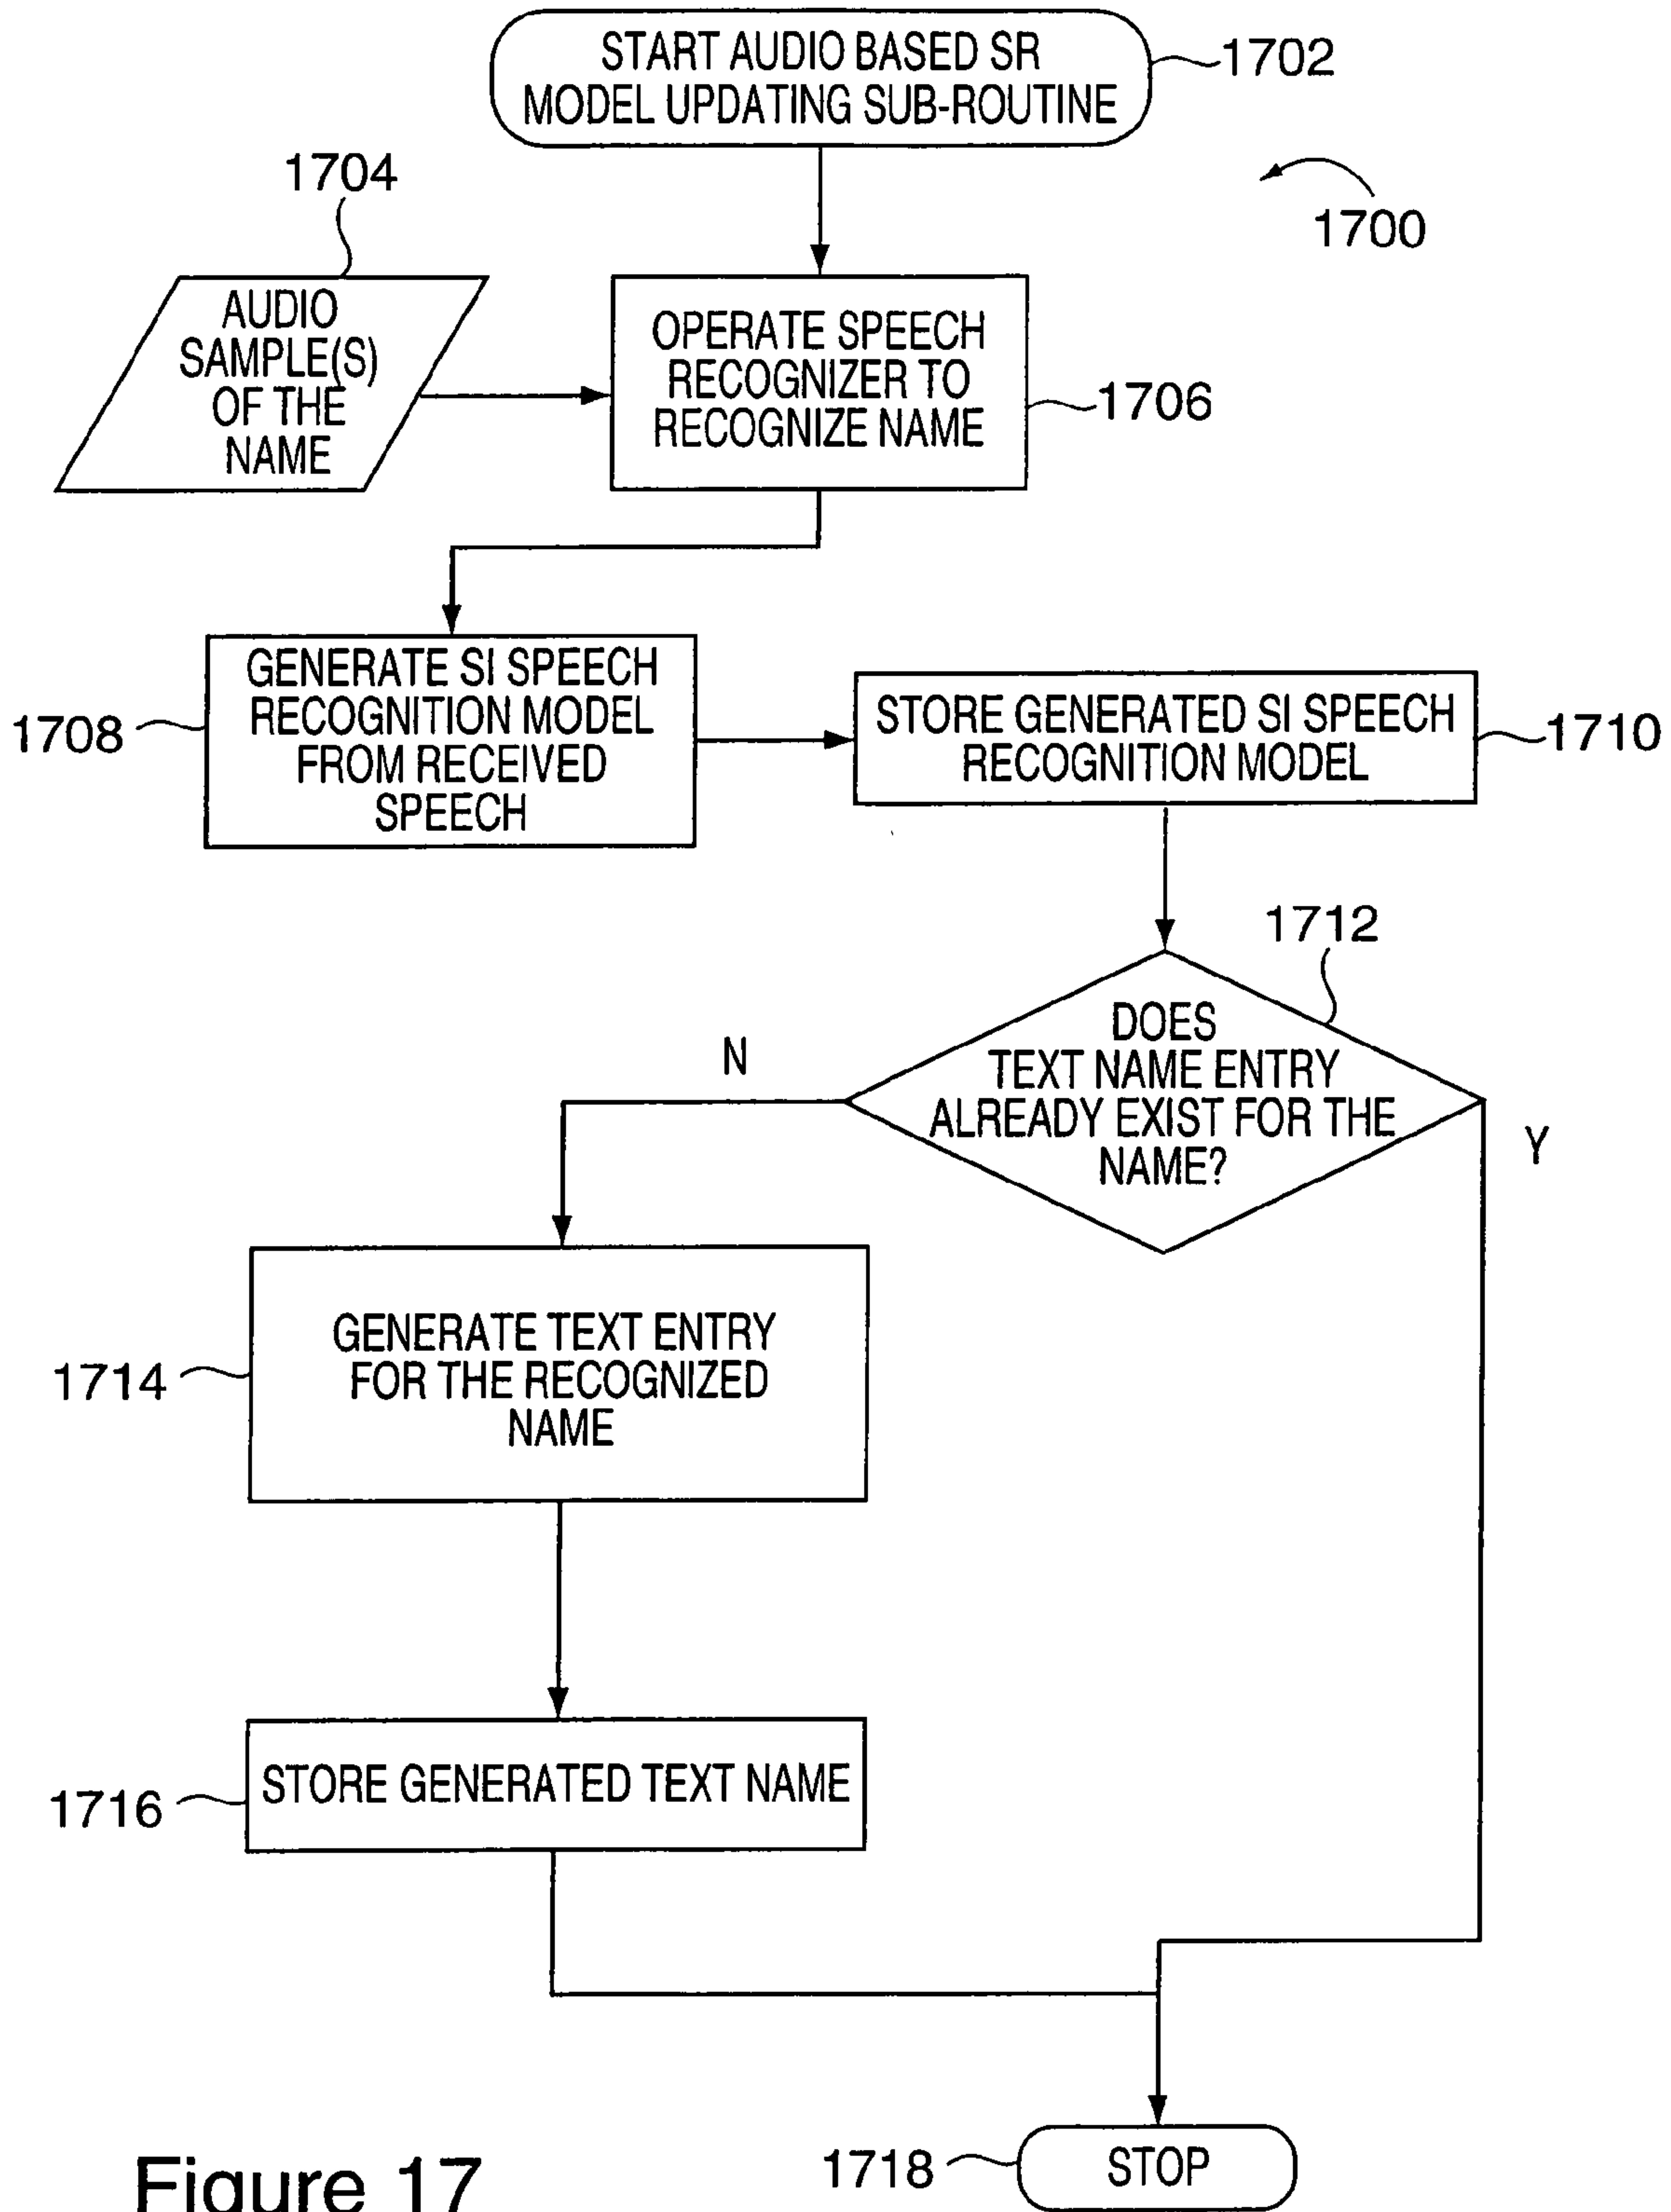 START AUDIO BASED SR
MODEL UPDATING SUB-ROUTINE
1702
1704
1700
AUDIO
SAMPLE(S)
OF THE
NAME
OPERATE SPEECH
RECOGNIZER TO
RECOGNIZE NAME
1706
GENERATE SI SPEECH
RECOGNITION MODEL
FROM RECEIVED
SPEECH
1708
STORE GENERATED SI SPEECH
RECOGNITION MODEL
1710
1712
DOES
TEXT NAME ENTRY
ALREADY EXIST FOR THE
NAME?
N
Y
GENERATE TEXT ENTRY
FOR THE RECOGNIZED
NAME
1714
STORE GENERATED TEXT NAME
1716
1718
STOP
Figure 17